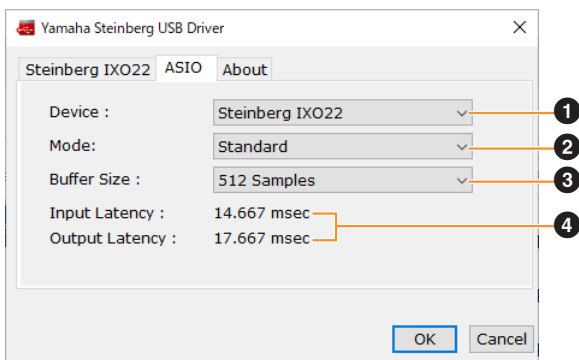 Yamaha Steinberg USB Driver
Steinberg IXO22 ASIO About
Device : Steinberg IXO22 1
Mode: Standard 2
Buffer Size : 512 Samples 3
Input Latency : 14.667 msec
4
Output Latency : 17.667 msec
OK Cancel